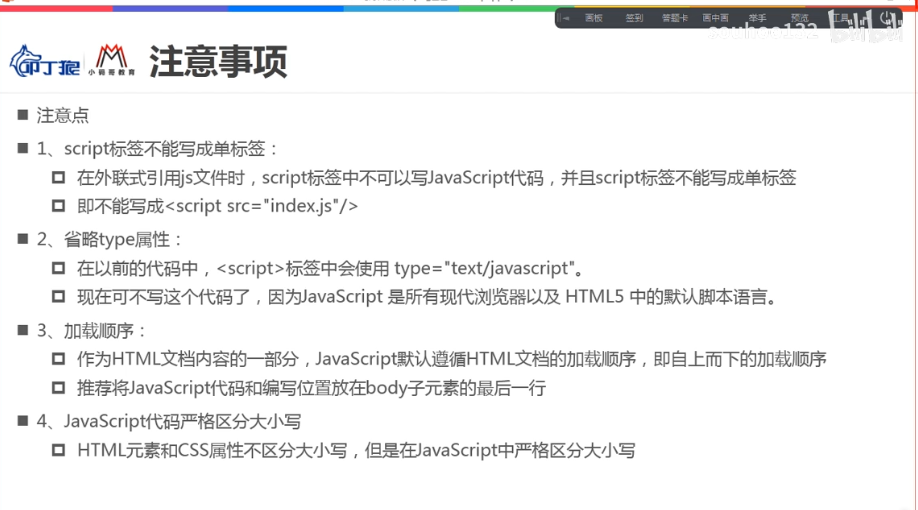 画板 签到 答题卡 画中画 举手 预览 工具
bilibili
叩丁狼
小码哥教育
注意事项
注意点
1、script标签不能写成单标签：
在外联式引用js文件时，script标签中不可以写JavaScript代码，并且script标签不能写成单标签
即不能写成<script src="index.js"/>
2、省略type属性：
在以前的代码中，<script>标签中会使用 type="text/javascript"。
现在可不写这个代码了，因为JavaScript 是所有现代浏览器以及 HTML5 中的默认脚本语言。
3、加载顺序：
作为HTML文档内容的一部分，JavaScript默认遵循HTML文档的加载顺序，即自上而下的加载顺序
推荐将JavaScript代码和编写位置放在body子元素的最后一行
4、JavaScript代码严格区分大小写
HTML元素和CSS属性不区分大小写，但是在JavaScript中严格区分大小写